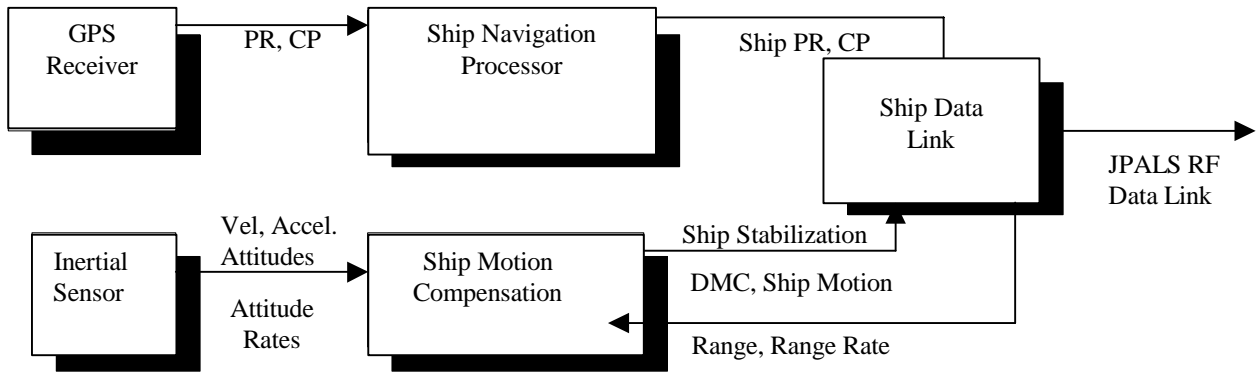 GPS
Receiver
PR, CP
Ship Navigation
Processor
Ship PR, CP
Ship Data
Link
JPALS RF
Data Link
Inertial
Sensor
Vel, Accel.
Attitudes
Attitude
Rates
Ship Motion
Compensation
Ship Stabilization
DMC, Ship Motion
Range, Range Rate